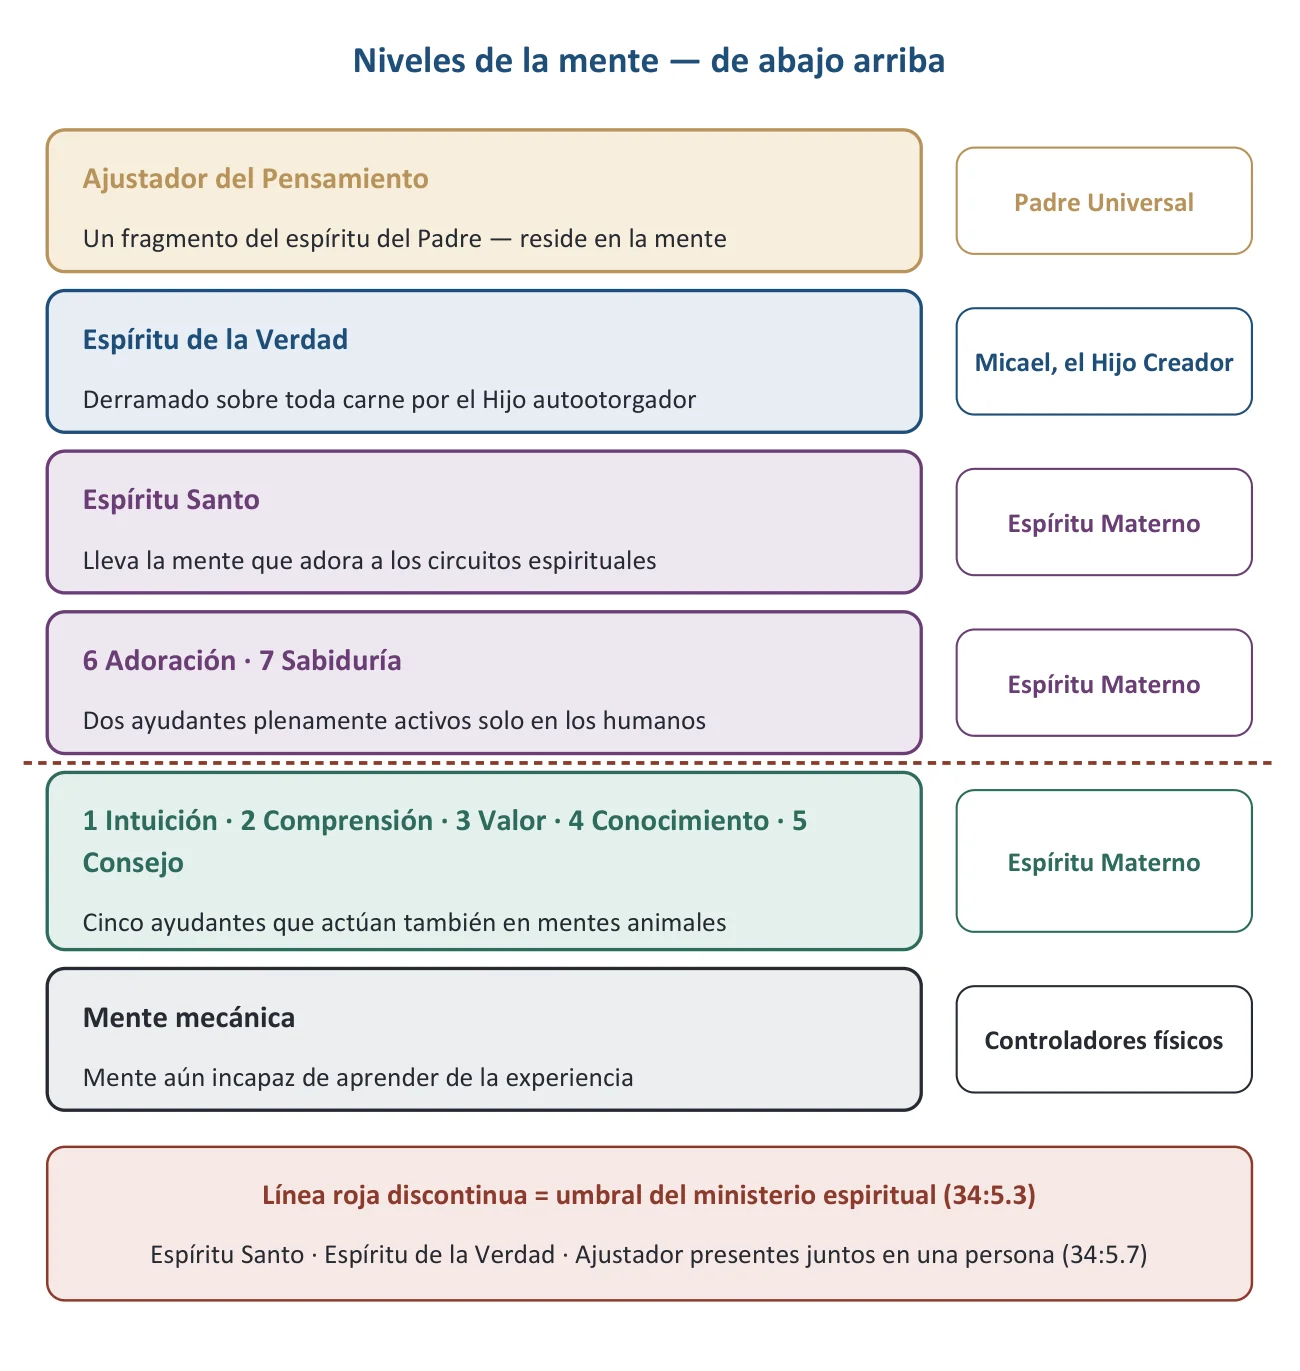 Niveles de la mente — de abajo arriba
Ajustador del Pensamiento
Un fragmento del espíritu del Padre — reside en la mente
Padre Universal
Espíritu de la Verdad
Derramado sobre toda carne por el Hijo autootorgador
Micael, el Hijo Creador
Espíritu Santo
Lleva la mente que adora a los circuitos espirituales
Espíritu Materno
6 Adoración · 7 Sabiduría
Dos ayudantes plenamente activos solo en los humanos
Espíritu Materno
1 Intuición · 2 Comprensión · 3 Valor · 4 Conocimiento · 5
Consejo
Cinco ayudantes que actúan también en mentes animales
Espíritu Materno
Mente mecánica
Mente aún incapaz de aprender de la experiencia
Controladores físicos
Línea roja discontinua = umbral del ministerio espiritual (34:5.3)
Espíritu Santo · Espíritu de la Verdad · Ajustador presentes juntos en una persona (34:5.7)